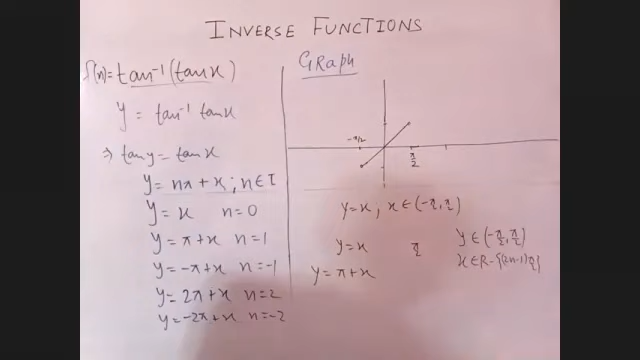 INVERSE FUNCTIONS
f(x)= tan⁻¹(tan x)
y = tan⁻¹ tan x
⇒ tan y = tan x
y = nπ + x ; n ∈ I
y = x n=0
y = π+x n=1
y = -π+x n=-1
y = 2π+x n=2
y = -2π+x n=-2
GRaph
-π/2
π/2
y=x, x ∈ (-π/2, π/2)
y=x π/2 y ∈ (-π/2, π/2)
y = π+x x ∈ R-{(2n-1)π/2}